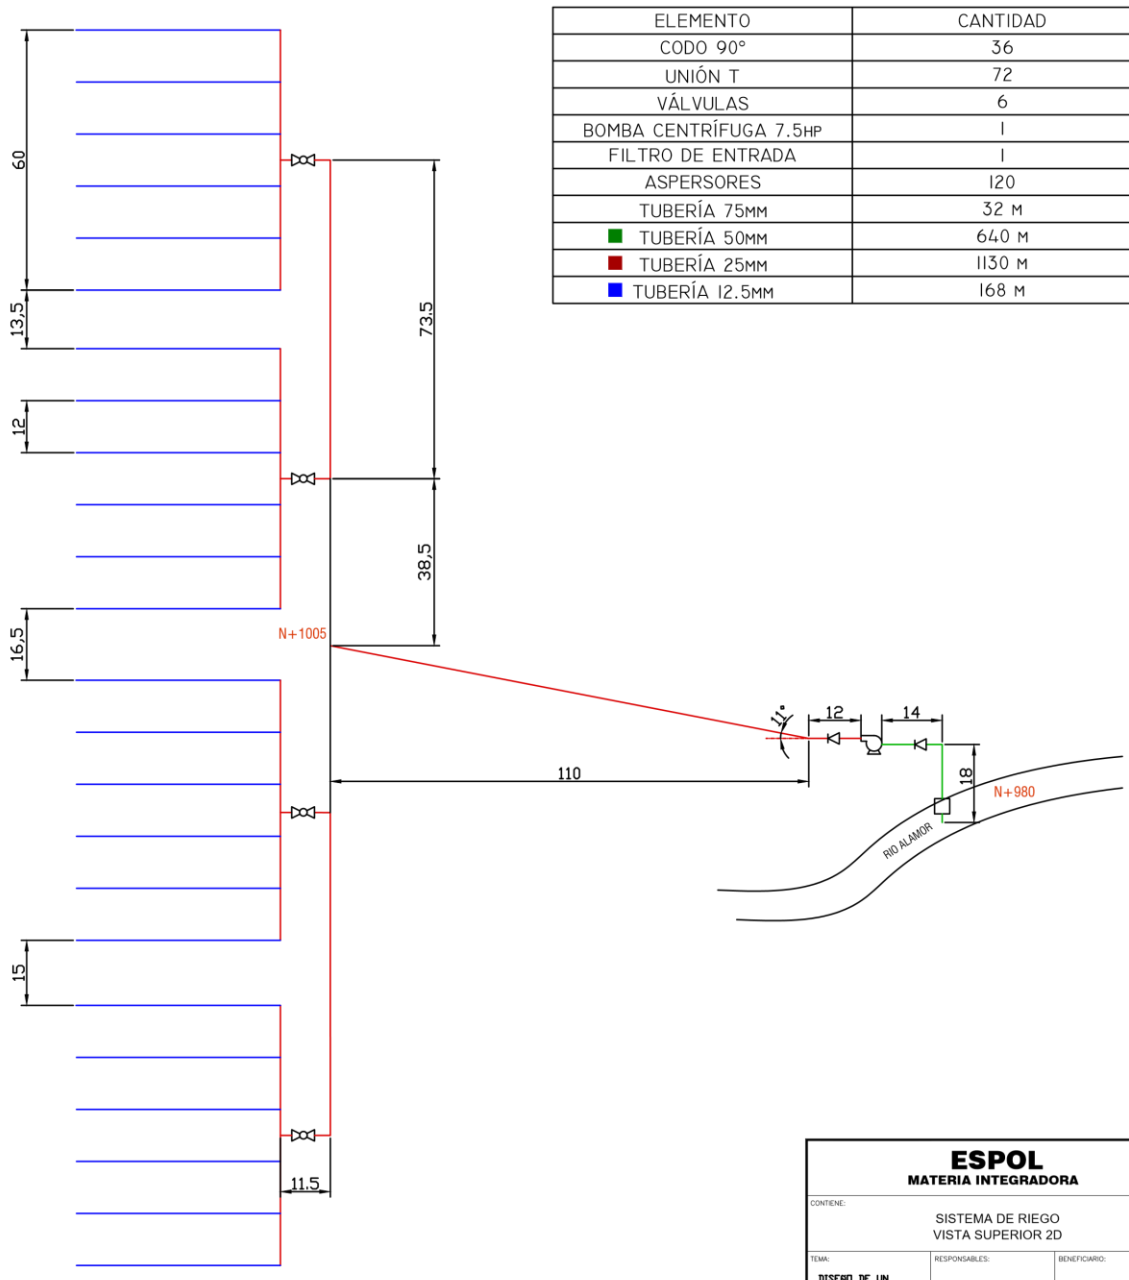 ELEMENTO CANTIDAD
CODO 90° 36
UNIÓN T 72
VÁLVULAS 6
BOMBA CENTRÍFUGA 7.5HP 1
FILTRO DE ENTRADA 1
ASPERSORES 120
TUBERÍA 75MM 32 M
TUBERÍA 50MM 640 M
TUBERÍA 25MM 1130 M
TUBERÍA 12.5MM 168 M
60
13,5
73.5
12
38,5
16,5
N+1005
11°
12
14
110
18
N+980
RIO ALAMOR
15
11.5
ESPOL
MATERIA INTEGRADORA
CONTIENE:
SISTEMA DE RIEGO
VISTA SUPERIOR 2D
TEMA: RESPONSABLES: BENEFICIARIO:
DISEÑO DE UN